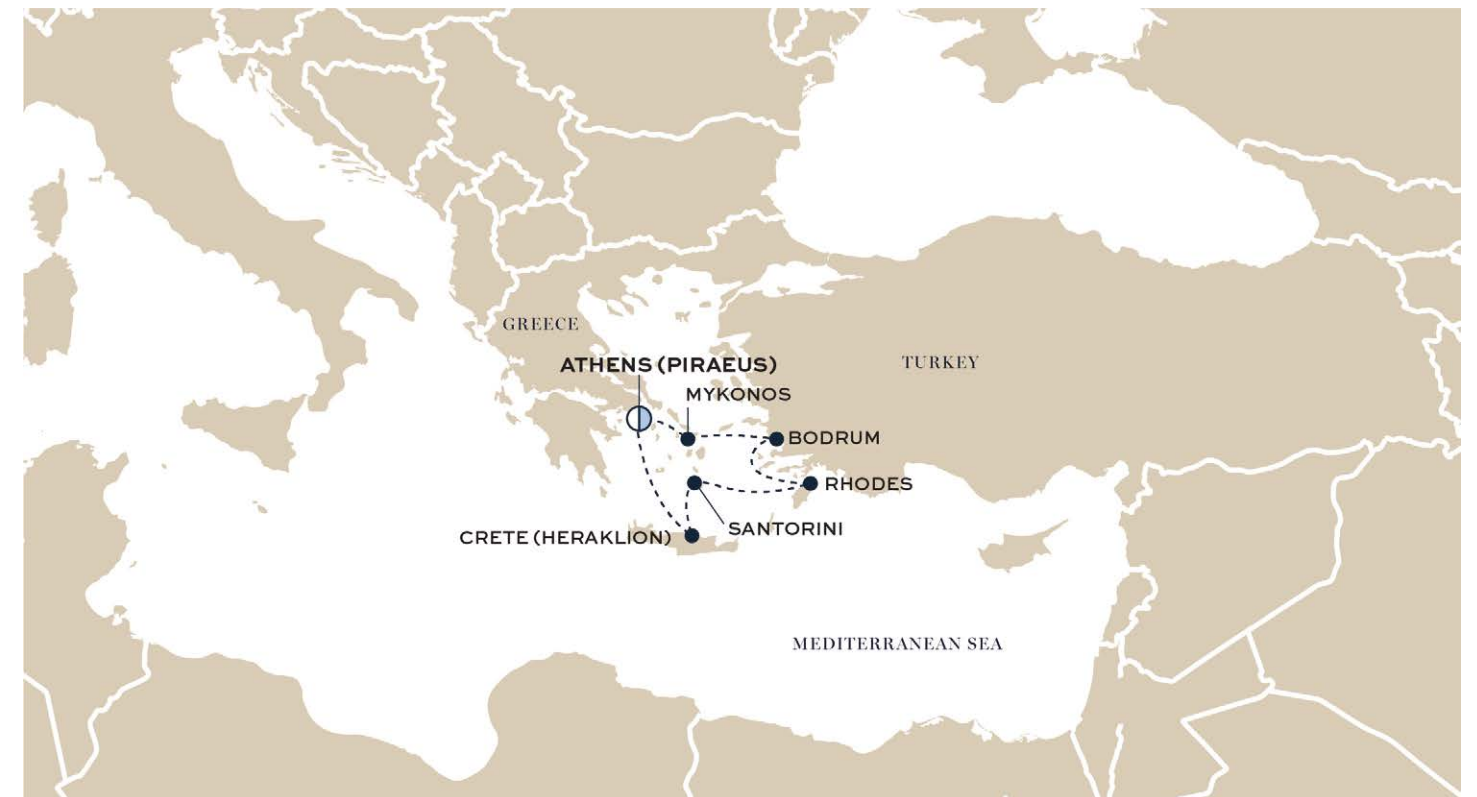 GREECE
ATHENS (PIRAEUS)
TURKEY
MYKONOS
BODRUM
RHODES
SANTORINI
CRETE (HERAKLION)
MEDITERRANEAN SEA